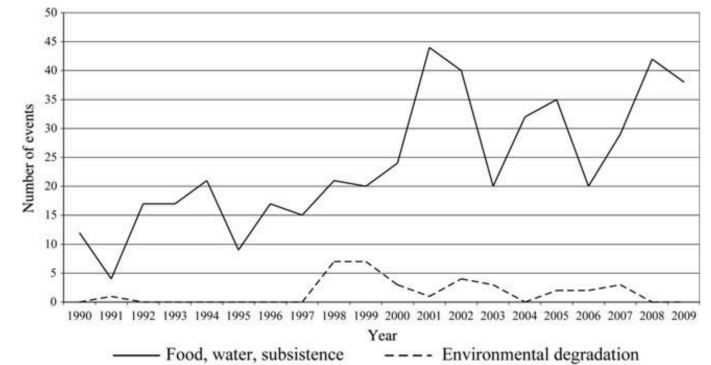 50
45
40
35
30
25
20
15
10
5
0
Number of events
1990 1991 1992 1993 1994 1995 1996 1997 1998 1999 2000 2001 2002 2003 2004 2005 2006 2007 2008 2009
Year
Food, water, subsistence Environmental degradation